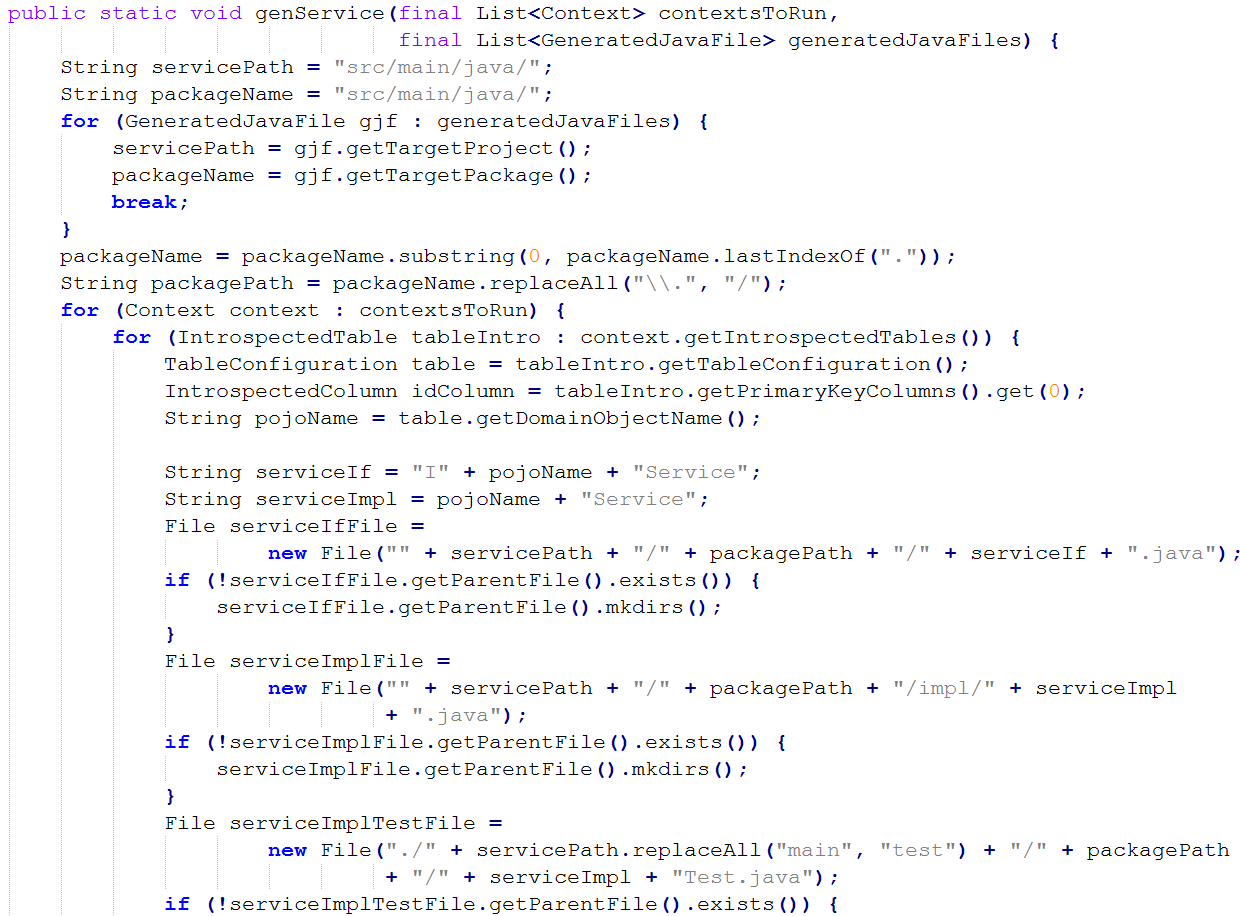 public static void genService(final List<Context> contextsToRun,
                              final List<GeneratedJavaFile> generatedJavaFiles) {
    String servicePath = "src/main/java/";
    String packageName = "src/main/java/";
    for (GeneratedJavaFile gjf : generatedJavaFiles) {
        servicePath = gjf.getTargetProject();
        packageName = gjf.getTargetPackage();
        break;
    }
    packageName = packageName.substring(0, packageName.lastIndexOf("."));
    String packagePath = packageName.replaceAll("\\.", "/");
    for (Context context : contextsToRun) {
        for (IntrospectedTable tableIntro : context.getIntrospectedTables()) {
            TableConfiguration table = tableIntro.getTableConfiguration();
            IntrospectedColumn idColumn = tableIntro.getPrimaryKeyColumns().get(0);
            String pojoName = table.getDomainObjectName();

            String serviceIf = "I" + pojoName + "Service";
            String serviceImpl = pojoName + "Service";
            File serviceIfFile =
                    new File("" + servicePath + "/" + packagePath + "/" + serviceIf + ".java");
            if (!serviceIfFile.getParentFile().exists()) {
                serviceIfFile.getParentFile().mkdirs();
            }
            File serviceImplFile =
                    new File("" + servicePath + "/" + packagePath + "/impl/" + serviceImpl
                             + ".java");
            if (!serviceImplFile.getParentFile().exists()) {
                serviceImplFile.getParentFile().mkdirs();
            }
            File serviceImplTestFile =
                    new File("./" + servicePath.replaceAll("main", "test") + "/" + packagePath
                             + "/" + serviceImpl + "Test.java");
            if (!serviceImplTestFile.getParentFile().exists()) {